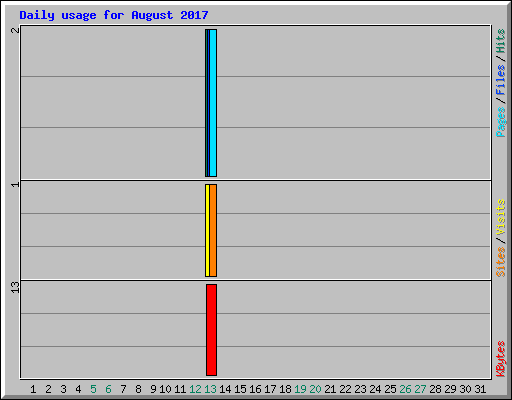 Daily usage for August 2017
2
Pages / Files / Hits
1
Sites / Visits
13
KBytes
1 2 3 4 5 6 7 8 9 10 11 12 13 14 15 16 17 18 19 20 21 22 23 24 25 26 27 28 29 30 31